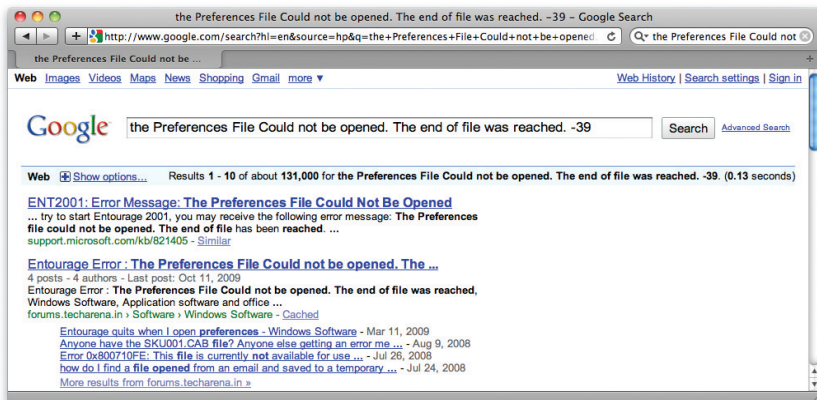 the Preferences File Could not be opened. The end of file was reached. -39 – Google Search
http://www.google.com/search?hl=en&source=hp&q=the+Preferences+File+Could+not+be+opened. the Preferences File Could not
the Preferences File Could not be ...
Web Images Videos Maps News Shopping Gmail more ▼ Web History | Search settings | Sign in
Google the Preferences File Could not be opened. The end of file was reached. -39 Search Advanced Search
Web Show options... Results 1 - 10 of about 131,000 for the Preferences File Could not be opened. The end of file was reached. -39. (0.13 seconds)
ENT2001: Error Message: The Preferences File Could Not Be Opened
... try to start Entourage 2001, you may receive the following error message: The Preferences
file could not be opened. The end of file has been reached. ...
support.microsoft.com/kb/821405 - Similar
Entourage Error : The Preferences File Could not be opened. The ...
4 posts - 4 authors - Last post: Oct 11, 2009
Entourage Error : The Preferences File Could not be opened. The end of file was reached,
Windows Software, Application software and office ...
forums.techarena.in › Software › Windows Software - Cached
Entourage quits when I open preferences - Windows Software - Mar 11, 2009
Anyone have the SKU001.CAB file? Anyone else getting an error me ... - Aug 9, 2008
Error 0x800710FE: This file is currently not available for use ... - Jul 26, 2008
how do I find a file opened from an email and saved to a temporary ... - Jul 24, 2008
More results from forums.techarena.in »